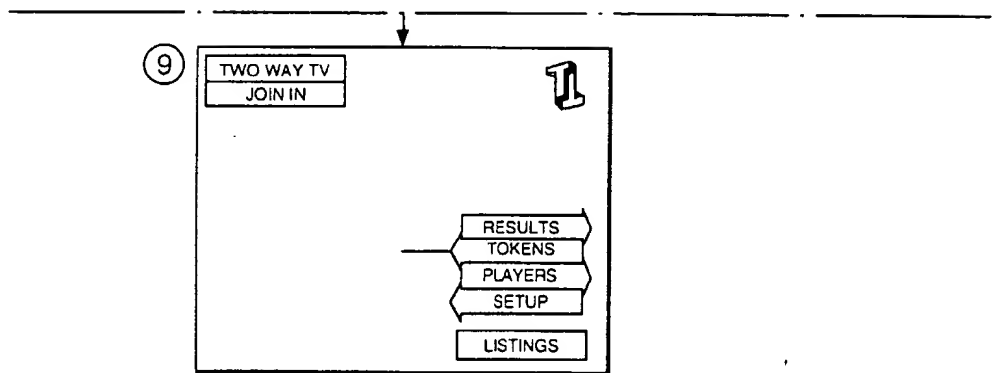 9
TWO WAY TV
JOIN IN
RESULTS
TOKENS
PLAYERS
SETUP
LISTINGS